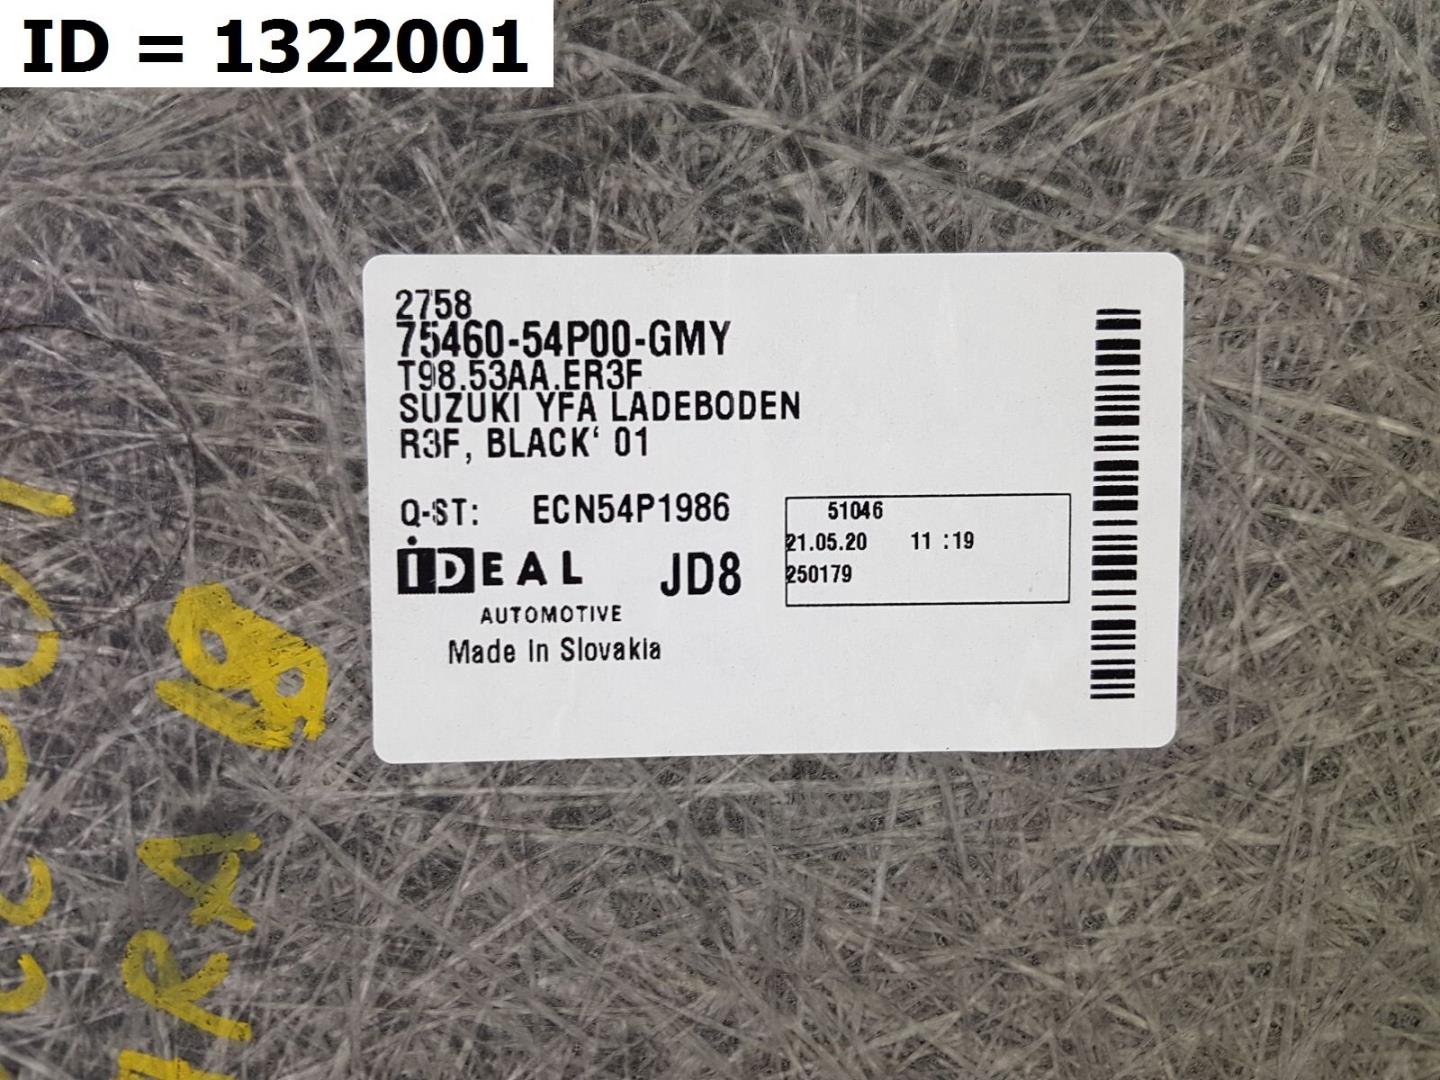 ID = 1322001
2758
75460-54P00-GMY
T98.53AA.ER3F
SUZUKI YFA LADEBODEN
R3F, BLACK‘ 01
Q-ST: ECN54P1986
51046
21.05.20 11 :19
250179
iDEAL JD8
AUTOMOTIVE
Made In Slovakia
18